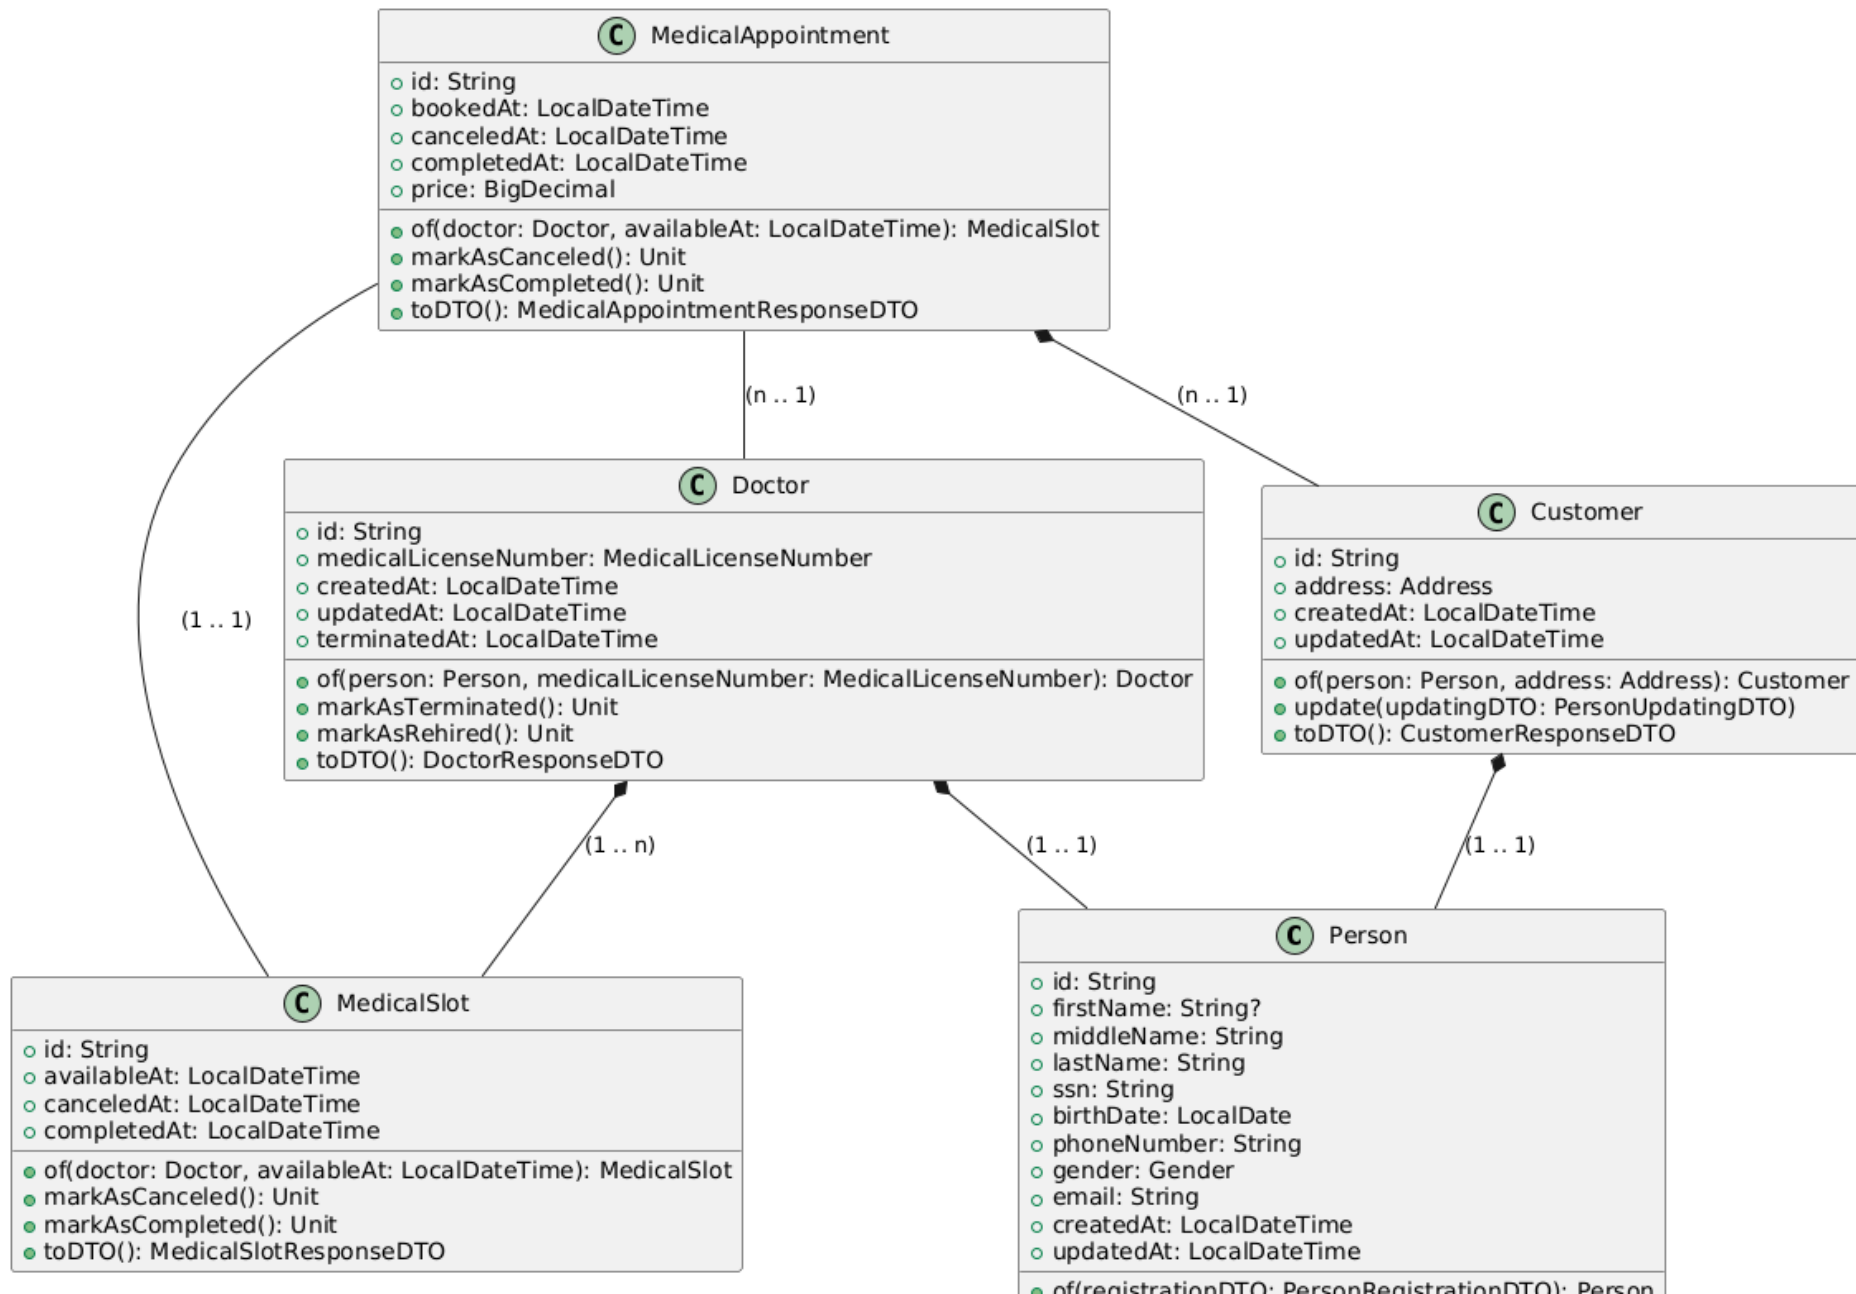 C MedicalAppointment
id: String
bookedAt: LocalDateTime
canceledAt: LocalDateTime
completedAt: LocalDateTime
price: BigDecimal
of(doctor: Doctor, availableAt: LocalDateTime): MedicalSlot
markAsCanceled(): Unit
markAsCompleted(): Unit
toDTO(): MedicalAppointmentResponseDTO
(n .. 1)
(n .. 1)
(1 .. 1)
C Doctor
id: String
medicalLicenseNumber: MedicalLicenseNumber
createdAt: LocalDateTime
updatedAt: LocalDateTime
terminatedAt: LocalDateTime
of(person: Person, medicalLicenseNumber: MedicalLicenseNumber): Doctor
markAsTerminated(): Unit
markAsRehired(): Unit
toDTO(): DoctorResponseDTO
C Customer
id: String
address: Address
createdAt: LocalDateTime
updatedAt: LocalDateTime
of(person: Person, address: Address): Customer
update(updatingDTO: PersonUpdatingDTO)
toDTO(): CustomerResponseDTO
(1 .. n)
(1 .. 1)
(1 .. 1)
C MedicalSlot
id: String
availableAt: LocalDateTime
canceledAt: LocalDateTime
completedAt: LocalDateTime
of(doctor: Doctor, availableAt: LocalDateTime): MedicalSlot
markAsCanceled(): Unit
markAsCompleted(): Unit
toDTO(): MedicalSlotResponseDTO
C Person
id: String
firstName: String?
middleName: String
lastName: String
ssn: String
birthDate: LocalDate
phoneNumber: String
gender: Gender
email: String
createdAt: LocalDateTime
updatedAt: LocalDateTime
of(registrationDTO: PersonRegistrationDTO): Person